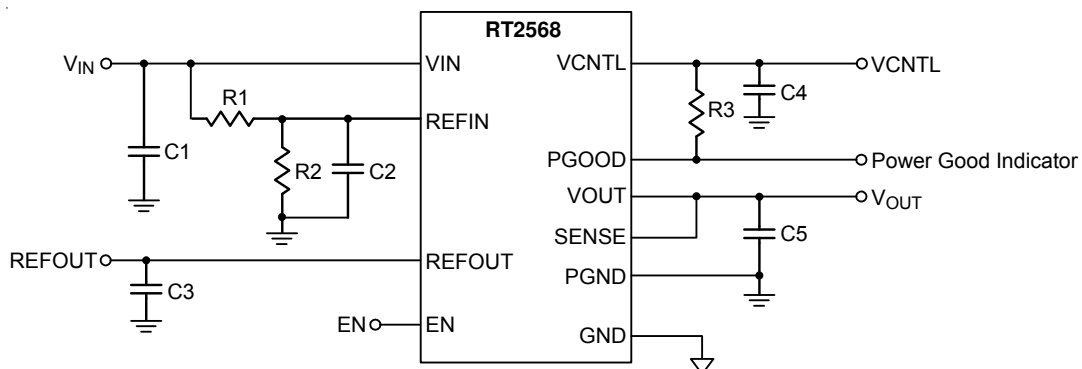 RT2568
VIN
VIN
VCNTL
VCNTL
R1
R3
C4
REFIN
C1
R2
C2
PGOOD
Power Good Indicator
VOUT
VOUT
SENSE
C5
REFOUT
REFOUT
PGND
C3
EN
EN
GND